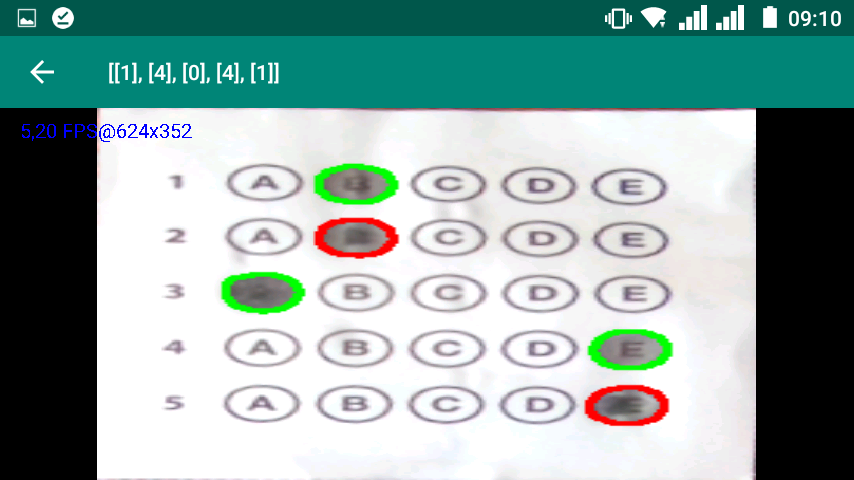 09:10
[[1], [4], [0], [4], [1]]
5,20 FPS@624x352
1 A B C D E
2 A C D E
3 B C D E
4 A B C D E
5 A B C D E